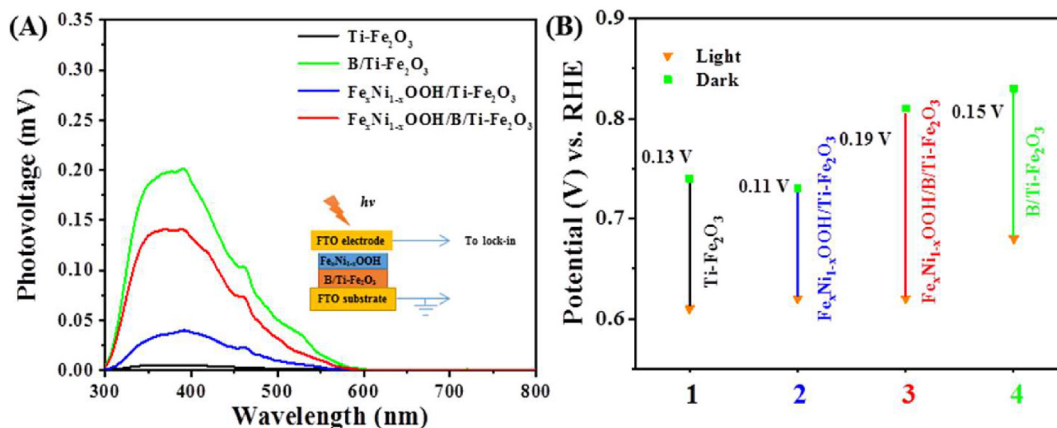 (A)
Photovoltage (mV)
0.35
0.30
0.25
0.20
0.15
0.10
0.05
0.00
300 400 500 600 700 800
Wavelength (nm)
Ti-Fe₂O₃
B/Ti-Fe₂O₃
FeₓNi₁₋ₓOOH/Ti-Fe₂O₃
FeₓNi₁₋ₓOOH/B/Ti-Fe₂O₃
hv
FTO electrode
To lock-in
FeₓNi₁₋ₓOOH
B/Ti-Fe₂O₃
FTO substrate
(B)
Potential (V) vs. RHE
0.9
0.8
0.7
0.6
Light
Dark
0.13 V
Ti-Fe₂O₃
0.11 V
FeₓNi₁₋ₓOOH/Ti-Fe₂O₃
0.19 V
FeₓNi₁₋ₓOOH/B/Ti-Fe₂O₃
0.15 V
B/Ti-Fe₂O₃
1 2 3 4